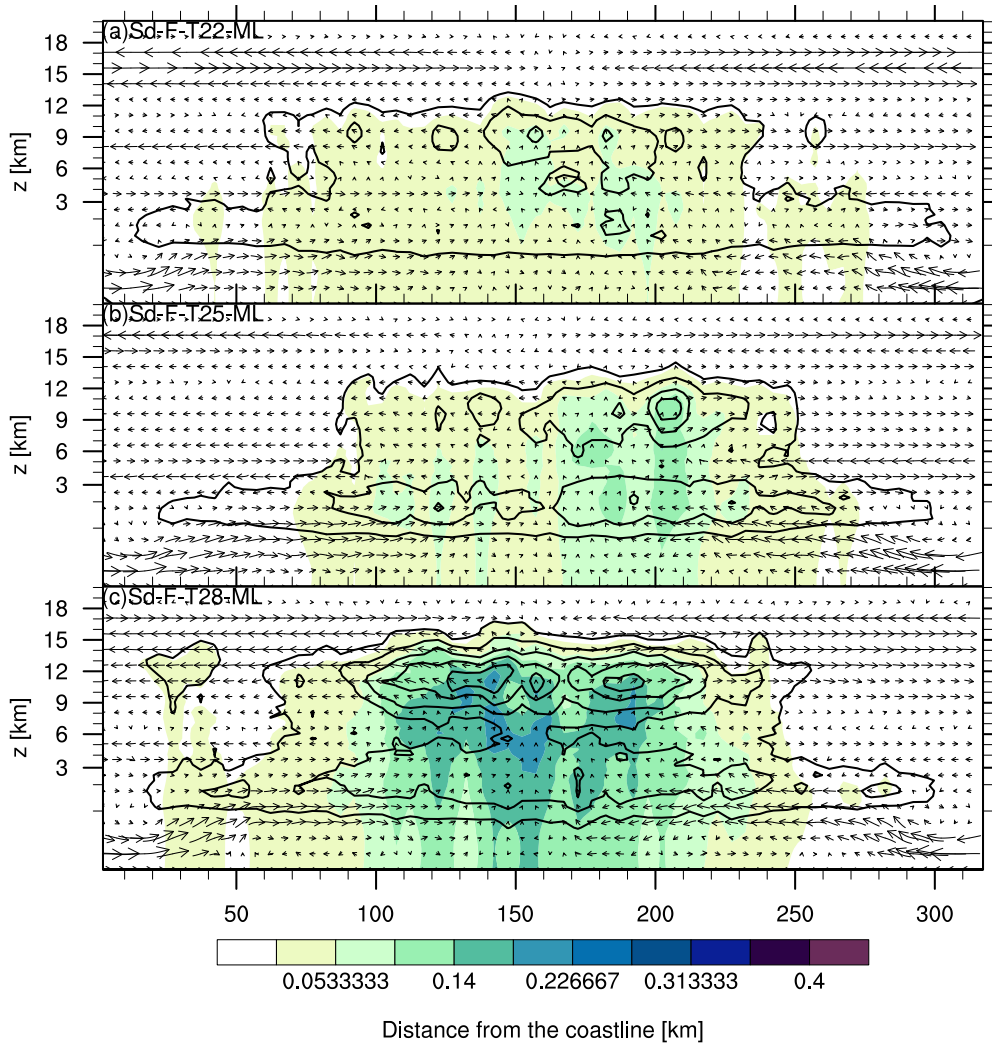 (a)Sd-F-T22-ML
18
15
12
9
6
3
z [km]
(b)Sd-F-T25-ML
18
15
12
9
6
3
z [km]
(c)Sd-F-T28-ML
18
15
12
9
6
3
z [km]
50 100 150 200 250 300
0.0533333 0.14 0.226667 0.313333 0.4
Distance from the coastline [km]